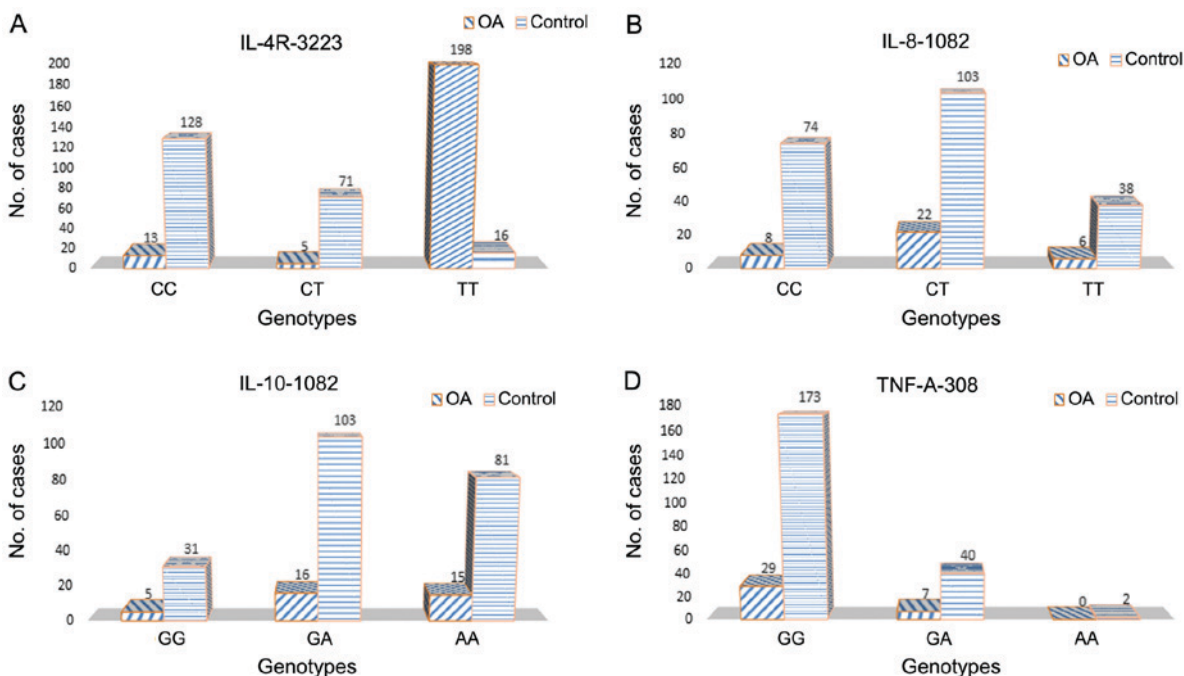 A
IL-4R-3223
OA Control
No. of cases
200
180
160
140
120
100
80
60
40
20
0
13
128
5
71
198
16
CC CT TT
Genotypes
B
IL-8-1082
OA Control
No. of cases
120
100
80
60
40
20
0
8
74
22
103
6
38
CC CT TT
Genotypes
C
IL-10-1082
OA Control
No. of cases
120
100
80
60
40
20
0
5
31
16
103
15
81
GG GA AA
Genotypes
D
TNF-A-308
OA Control
No. of cases
180
160
140
120
100
80
60
40
20
0
29
173
7
40
0
2
GG GA AA
Genotypes